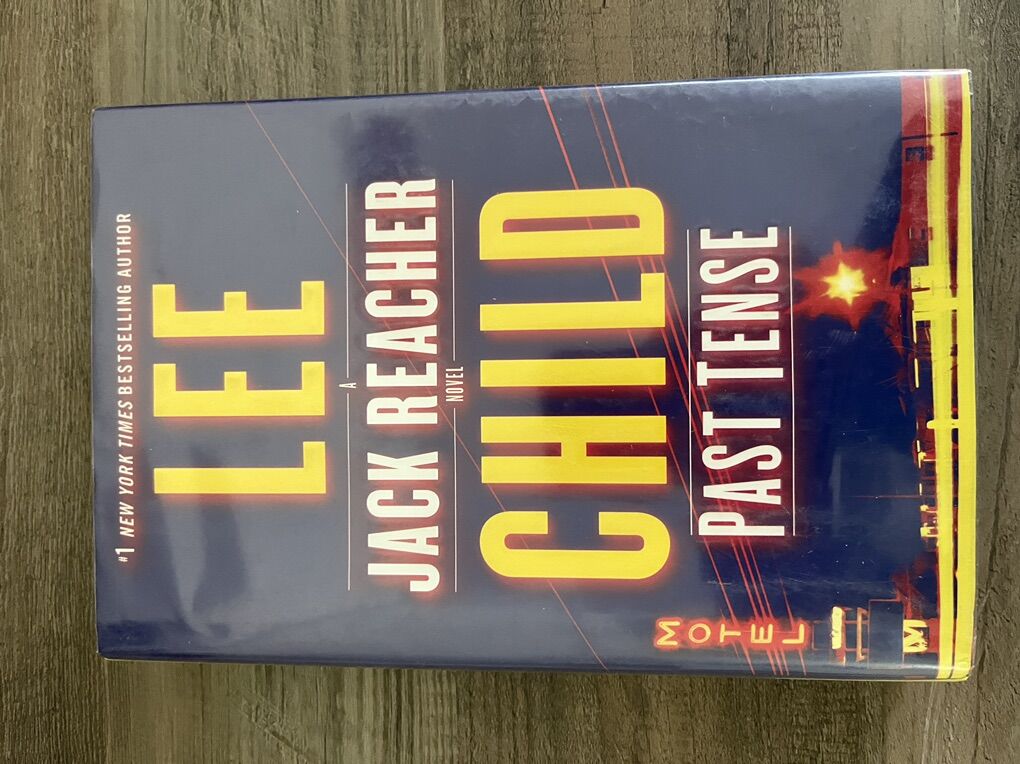 #1 NEW YORK TIMES BESTSELLING AUTHOR
LEE
A
JACK REACHER
NOVEL
CHILD
PAST TENSE
MOTEL
M